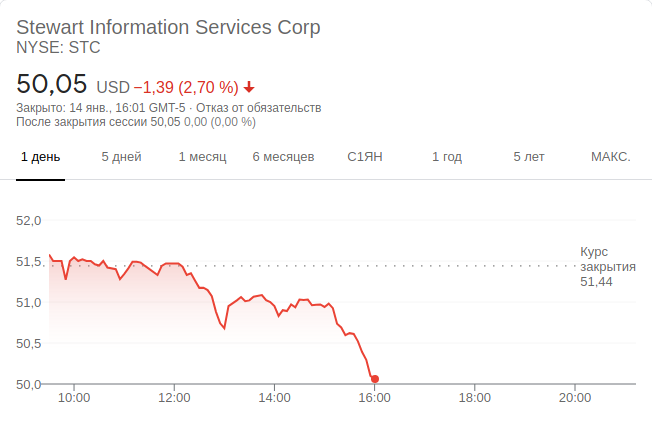 Stewart Information Services Corp
NYSE: STC
50,05 USD −1,39 (2,70 %)
Закрыто: 14 янв., 16:01 GMT-5 · Отказ от обязательств
После закрытия сессии 50,05 0,00 (0,00 %)
1 день 5 дней 1 месяц 6 месяцев С1ЯН 1 год 5 лет МАКС.
52,0
51,5
51,0
50,5
50,0
Курс
закрытия
51,44
10:00 12:00 14:00 16:00 18:00 20:00